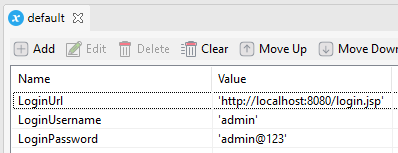 default
Add Edit Delete Clear Move Up Move Down
Name Value
LoginUrl 'http://localhost:8080/login.jsp'
LoginUsername 'admin'
LoginPassword 'admin@123'